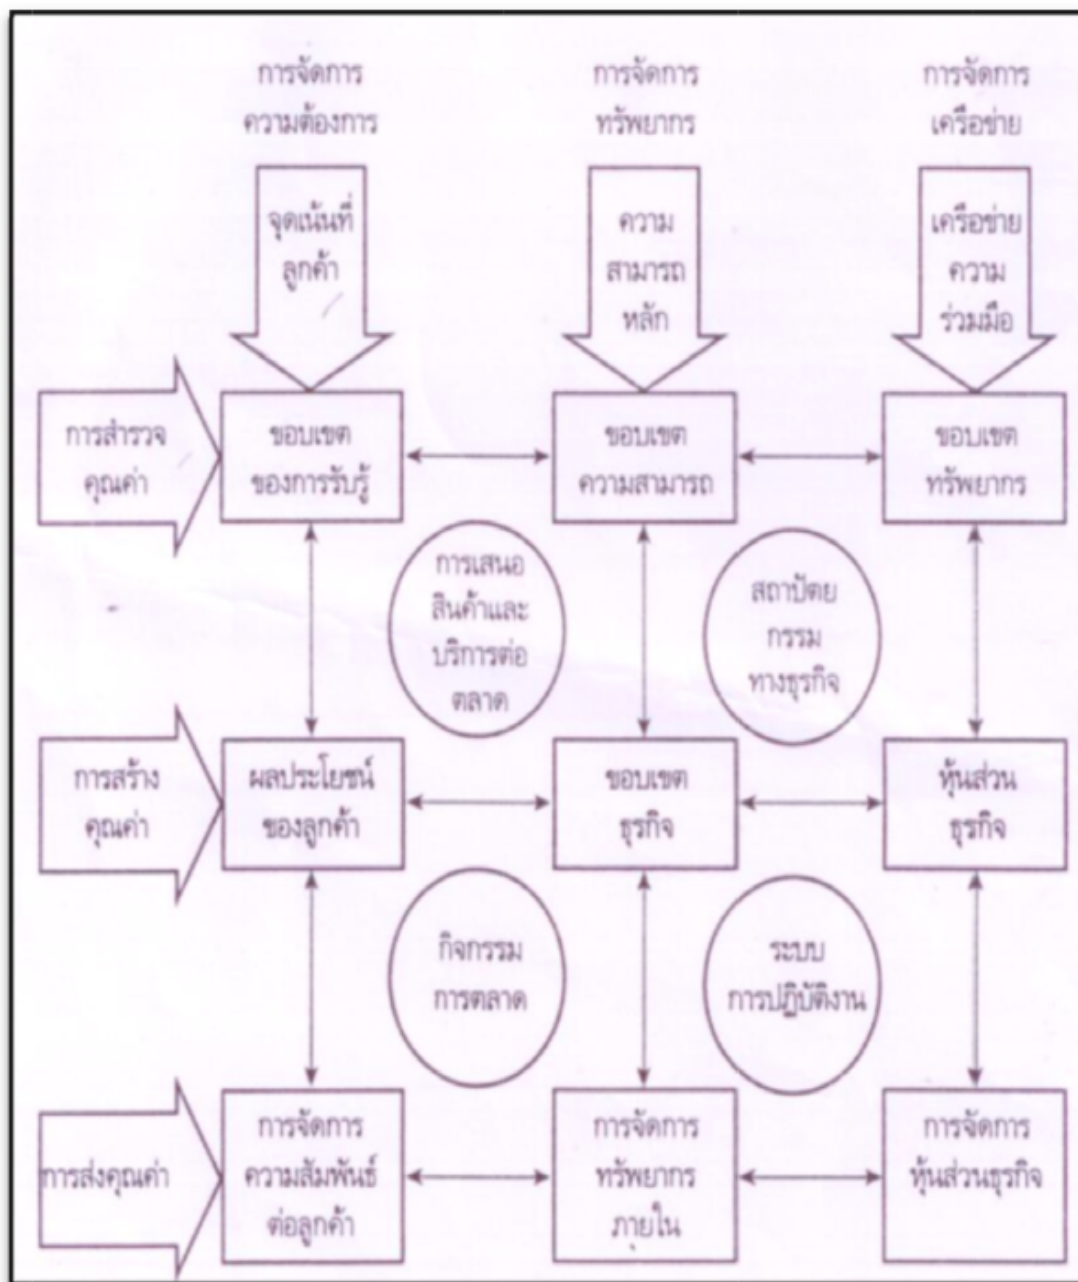 การจัดการ
ความต้องการ
การจัดการ
ทรัพยากร
การจัดการ
เครือข่าย
จุดเน้นที่
ลูกค้า
ความ
สามารถ
หลัก
เครือข่าย
ความ
ร่วมมือ
การสำรวจ
คุณค่า
ขอบเขต
ของการรับรู้
ขอบเขต
ความสามารถ
ขอบเขต
ทรัพยากร
การเสนอ
สินค้าและ
บริการต่อ
ตลาด
สถาปัตย
กรรม
ทางธุรกิจ
การสร้าง
คุณค่า
ผลประโยชน์
ของลูกค้า
ขอบเขต
ธุรกิจ
หุ้นส่วน
ธุรกิจ
กิจกรรม
การตลาด
ระบบ
การปฏิบัติงาน
การส่งคุณค่า
การจัดการ
ความสัมพันธ์
ต่อลูกค้า
การจัดการ
ทรัพยากร
ภายใน
การจัดการ
หุ้นส่วนธุรกิจ